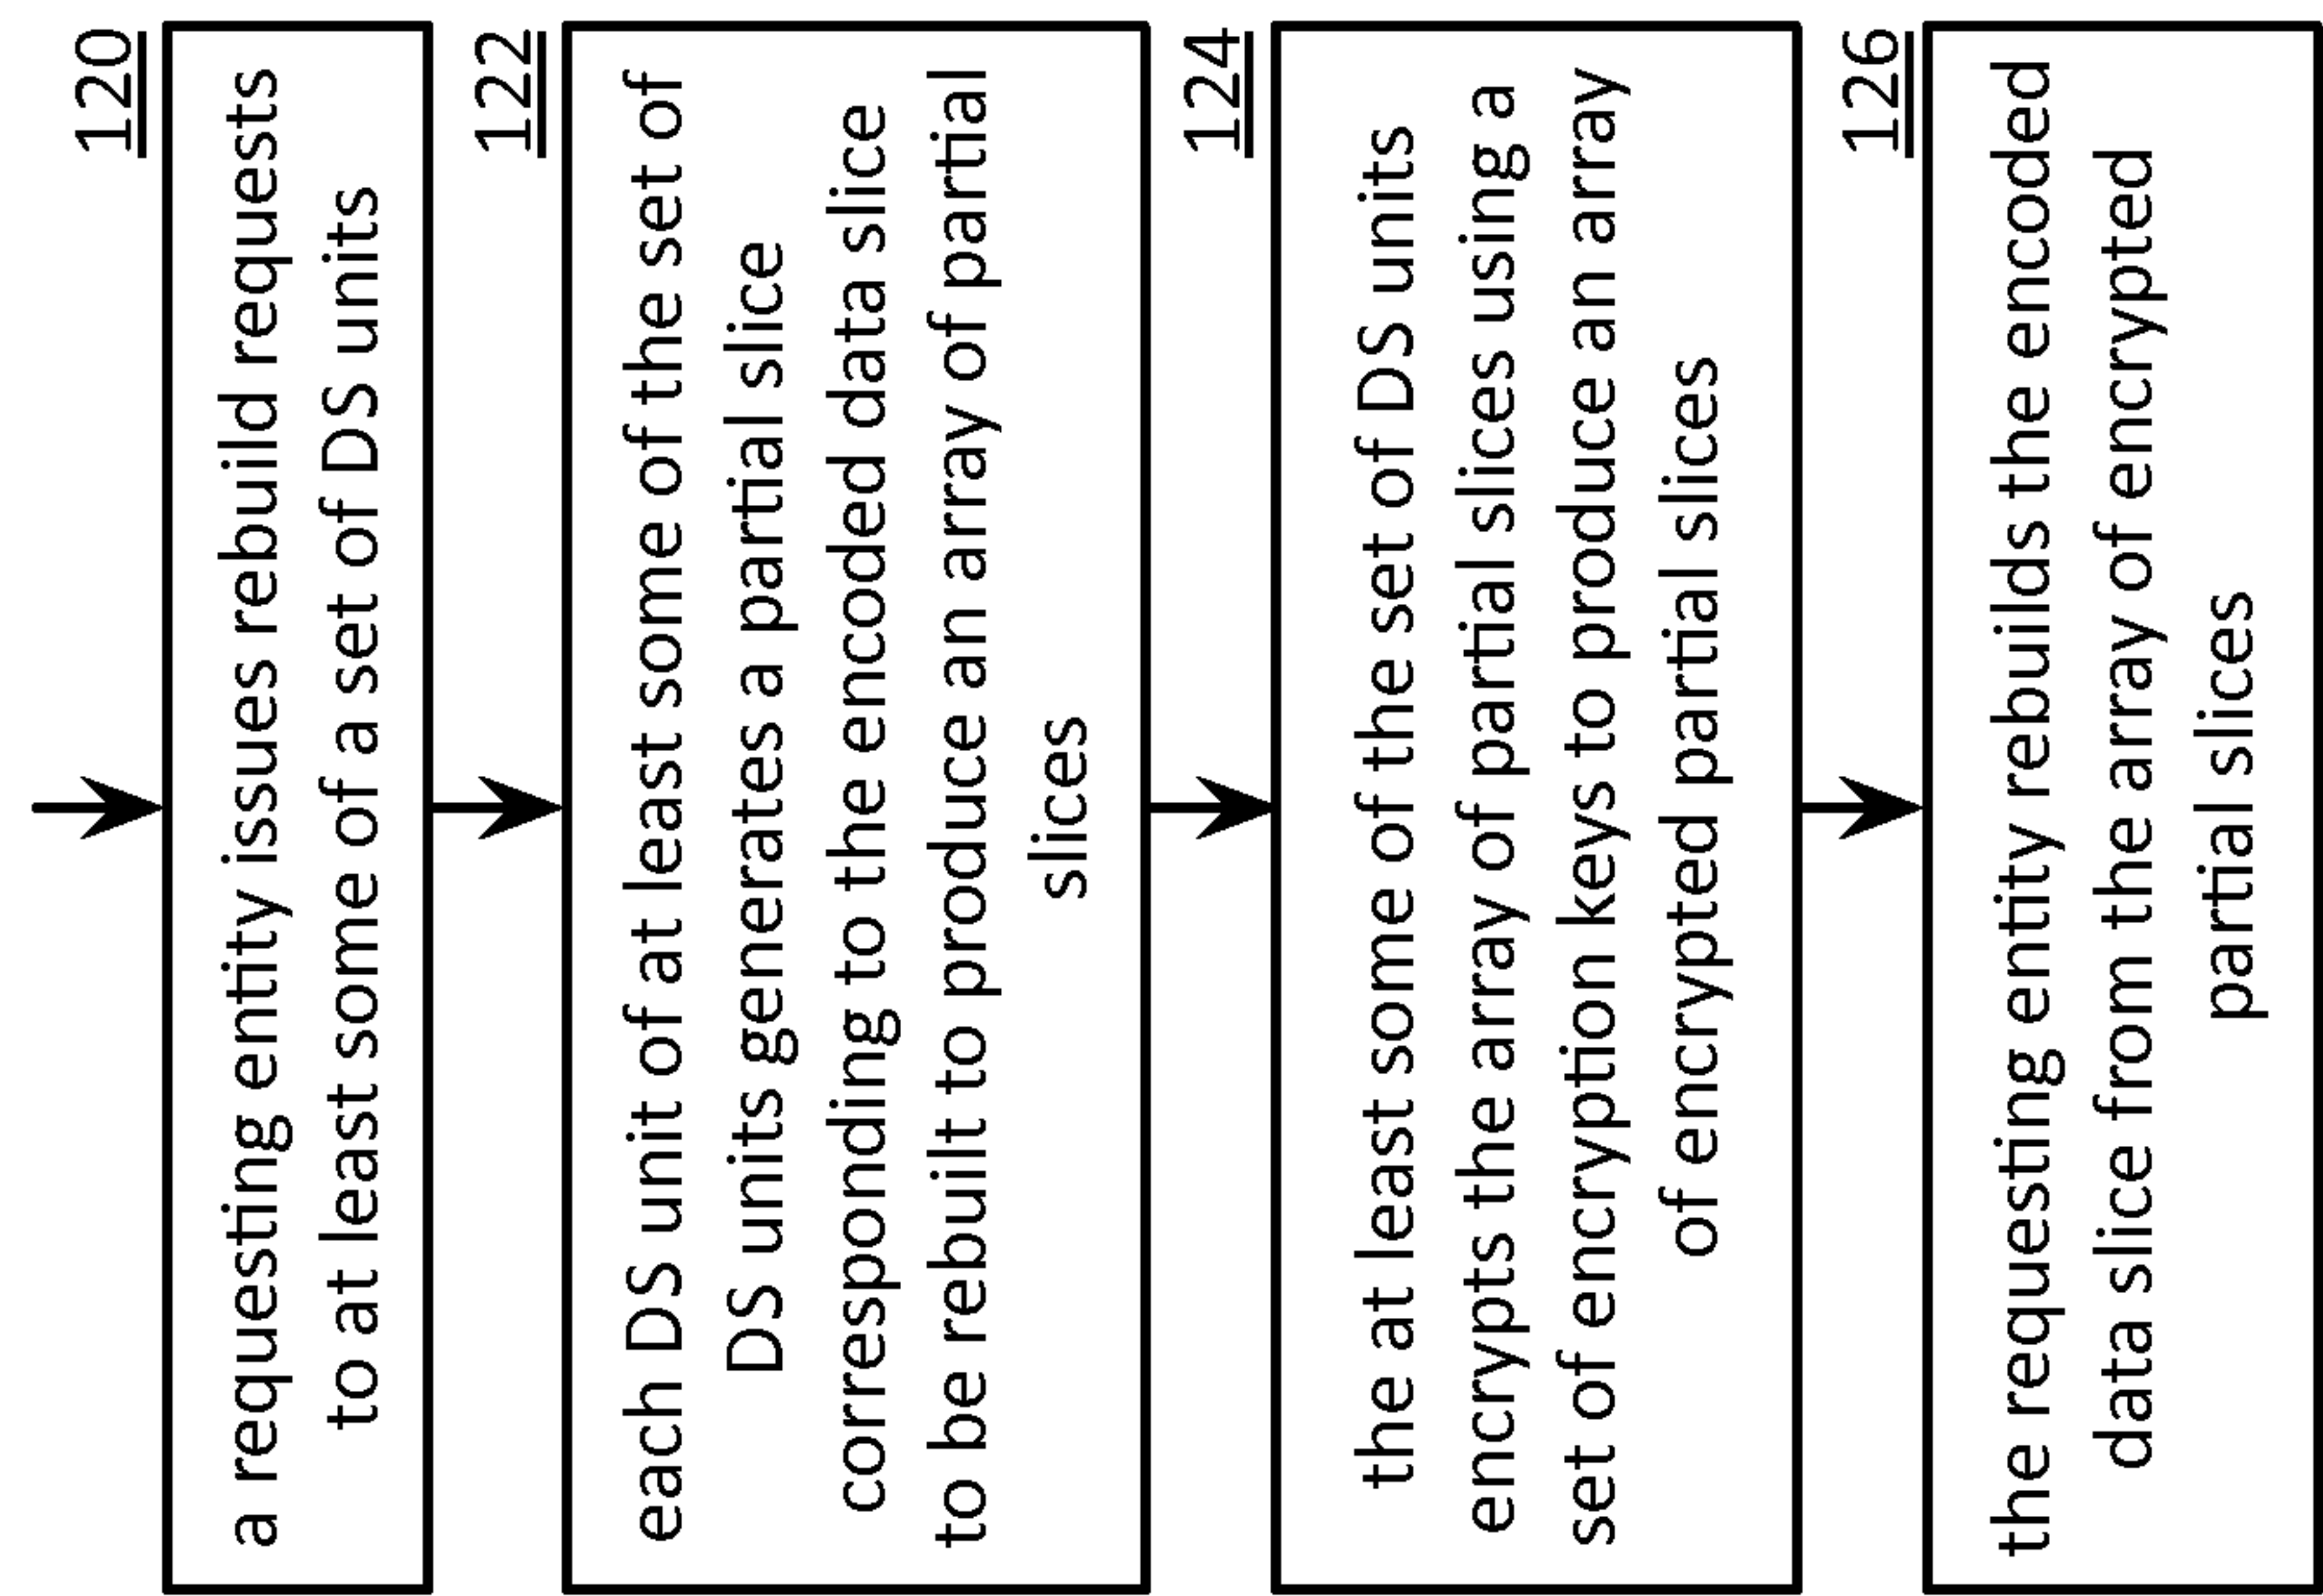 120
a requesting entity issues rebuild requests
to at least some of a set of DS units
122
each DS unit of at least some of the set of
DS units generates a partial slice
corresponding to the encoded data slice
to be rebuilt to produce an array of partial
slices
124
the at least some of the set of DS units
encrypts the array of partial slices using a
set of encryption keys to produce an array
of encrypted partial slices
126
the requesting entity rebuilds the encoded
data slice from the array of encrypted
partial slices